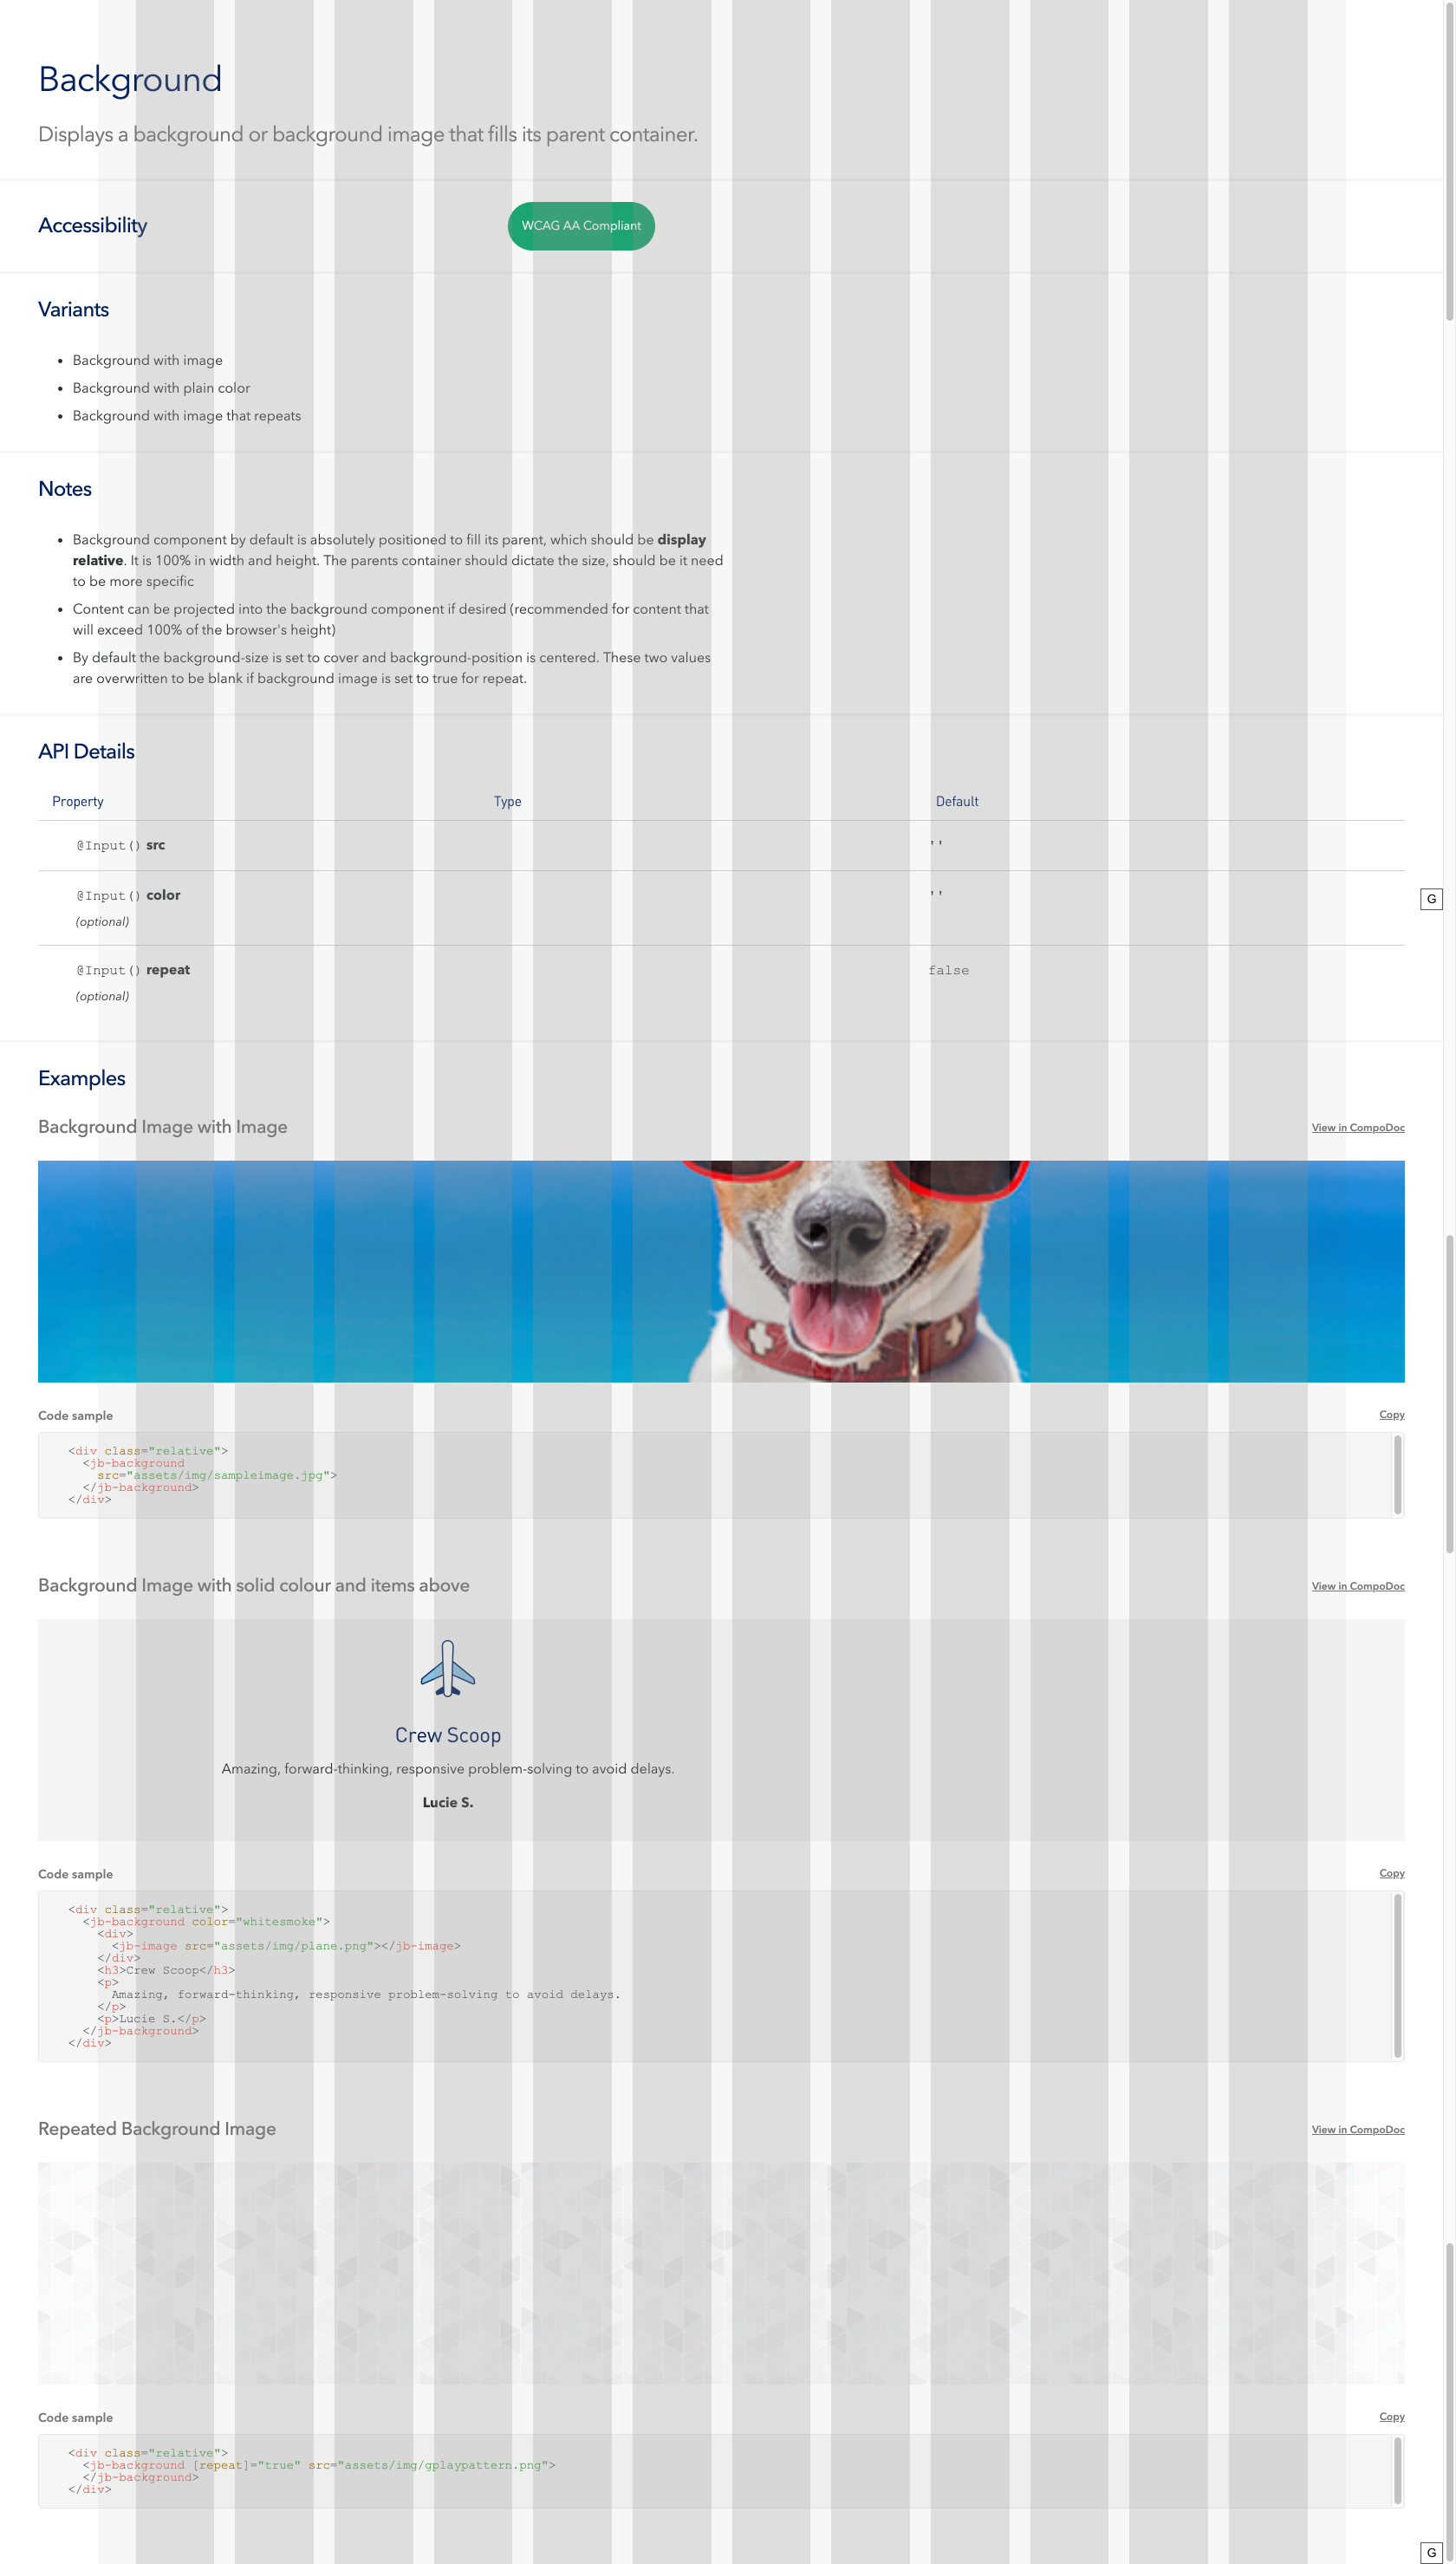 Background
Displays a background or background image that fills its parent container.
Accessibility
WCAG AA Compliant
Variants
• Background with image
• Background with plain color
• Background with image that repeats
Notes
• Background component by default is absolutely positioned to fill its parent, which should be display
relative. It is 100% in width and height. The parents container should dictate the size, should be it need
to be more specific
• Content can be projected into the background component if desired (recommended for content that
will exceed 100% of the browser's height)
• By default the background-size is set to cover and background-position is centered. These two values
are overwritten to be blank if background image is set to true for repeat.
API Details
Property Type Default
@Input() src ''
@Input() color ''
G
(optional)
@Input() repeat false
(optional)
Examples
Background Image with Image View in CompoDoc
Code sample Copy
<div class="relative">
  <jb-background
    src="assets/img/sampleimage.jpg">
  </jb-background>
</div>
Background Image with solid colour and items above View in CompoDoc
Crew Scoop
Amazing, forward-thinking, responsive problem-solving to avoid delays.
Lucie S.
Code sample Copy
<div class="relative">
  <jb-background color="whitesmoke">
    <div>
      <jb-image src="assets/img/plane.png"></jb-image>
    </div>
    <h3>Crew Scoop</h3>
    <p>
      Amazing, forward-thinking, responsive problem-solving to avoid delays.
    </p>
    <p>Lucie S.</p>
  </jb-background>
</div>
Repeated Background Image View in CompoDoc
Code sample Copy
<div class="relative">
  <jb-background [repeat]="true" src="assets/img/gplaypattern.png">
  </jb-background>
</div>
G